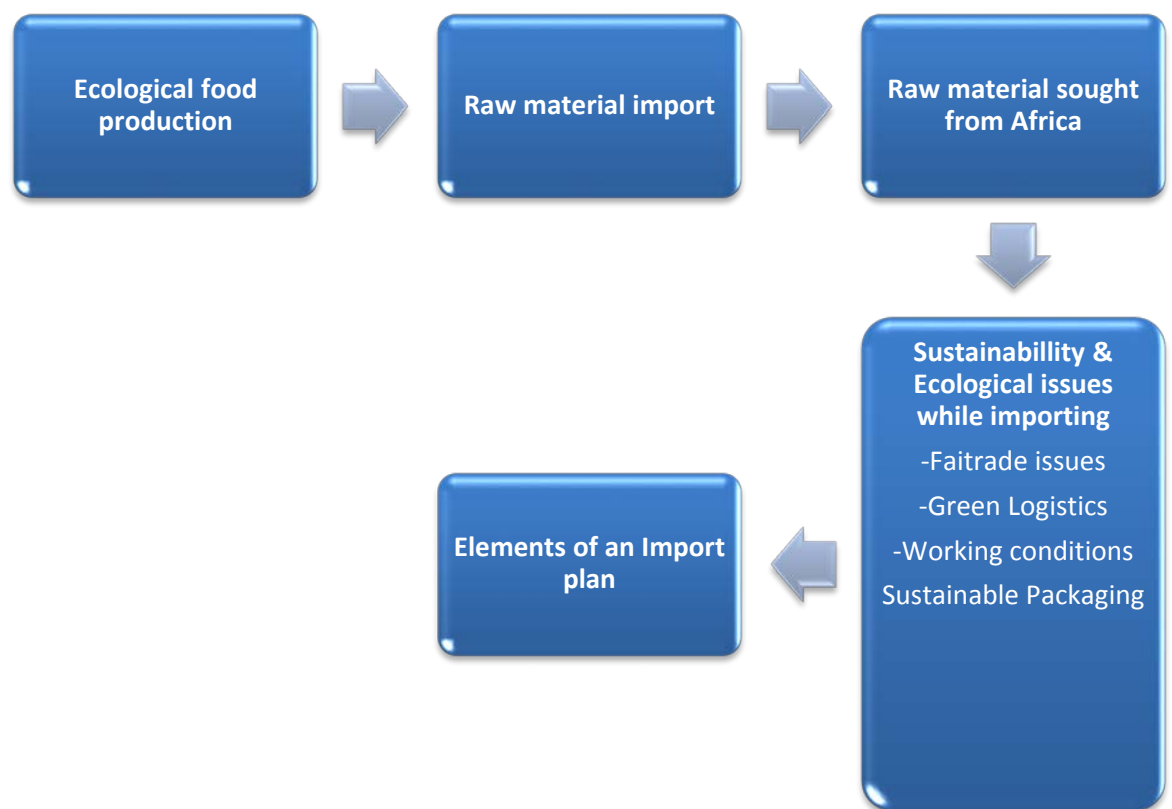 Ecological food
production
Raw material import
Raw material sought
from Africa
Sustainabillity &
Ecological issues
while importing
-Faitrade issues
-Green Logistics
-Working conditions
Sustainable Packaging
Elements of an Import
plan